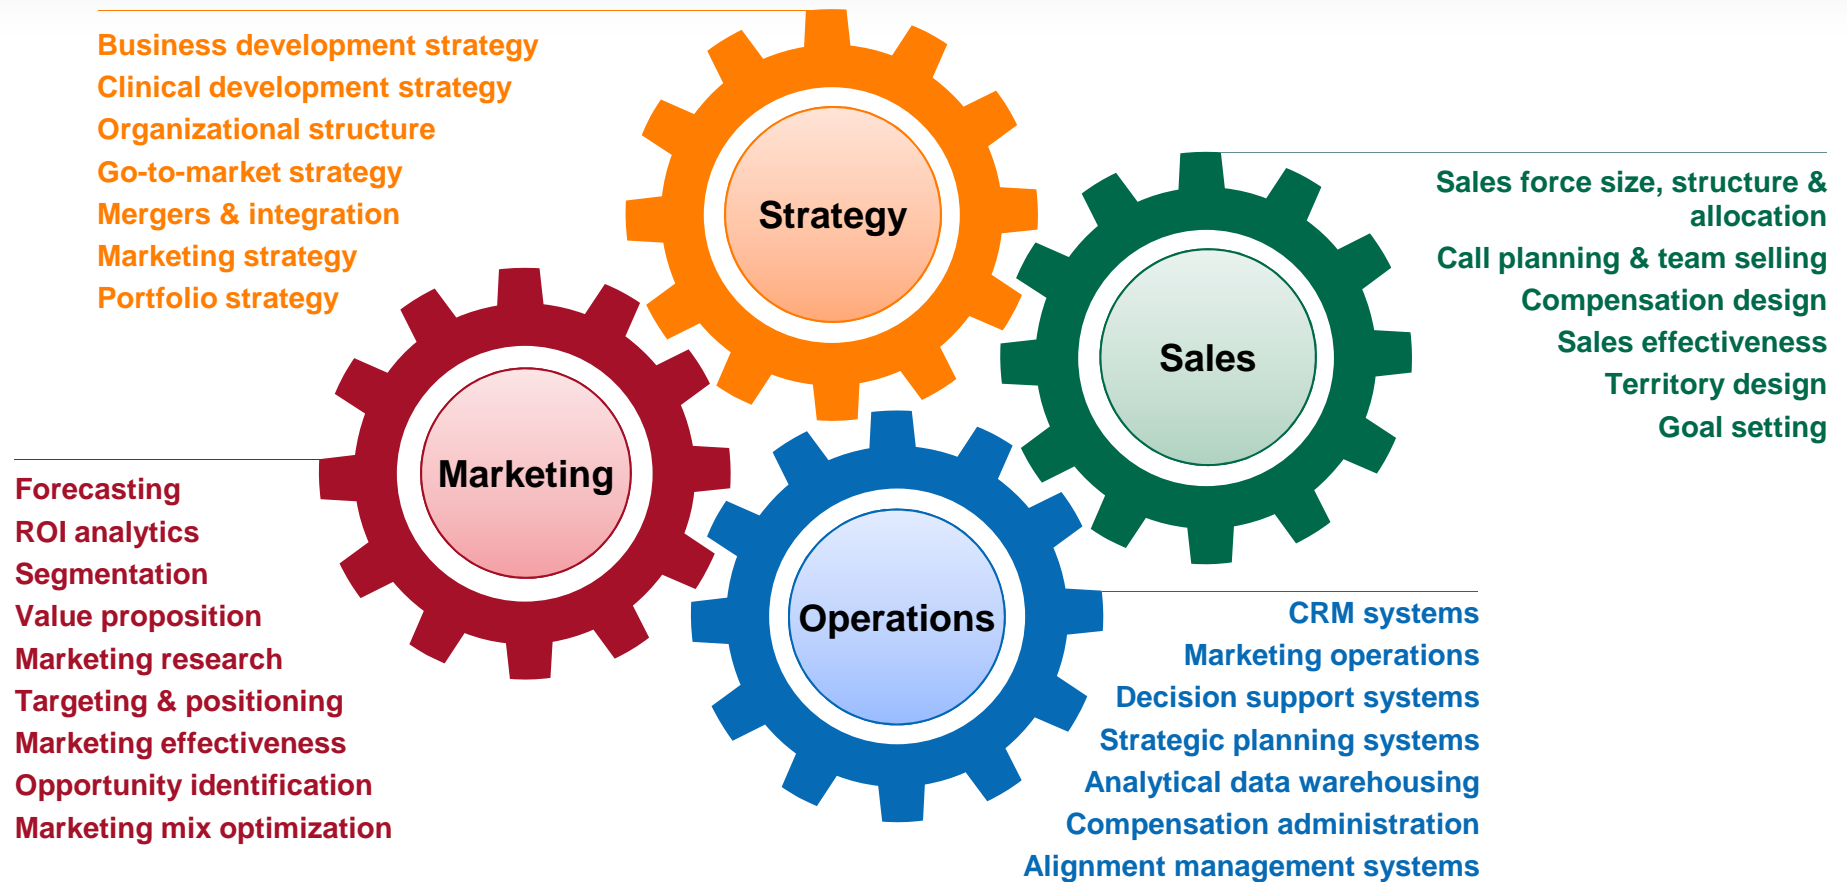 Business development strategy
Clinical development strategy
Organizational structure
Go-to-market strategy
Mergers & integration
Marketing strategy
Portfolio strategy
Strategy
Sales force size, structure &
allocation
Call planning & team selling
Compensation design
Sales effectiveness
Territory design
Goal setting
Sales
Marketing
Forecasting
ROI analytics
Segmentation
Value proposition
Marketing research
Targeting & positioning
Marketing effectiveness
Opportunity identification
Marketing mix optimization
Operations
CRM systems
Marketing operations
Decision support systems
Strategic planning systems
Analytical data warehousing
Compensation administration
Alignment management systems